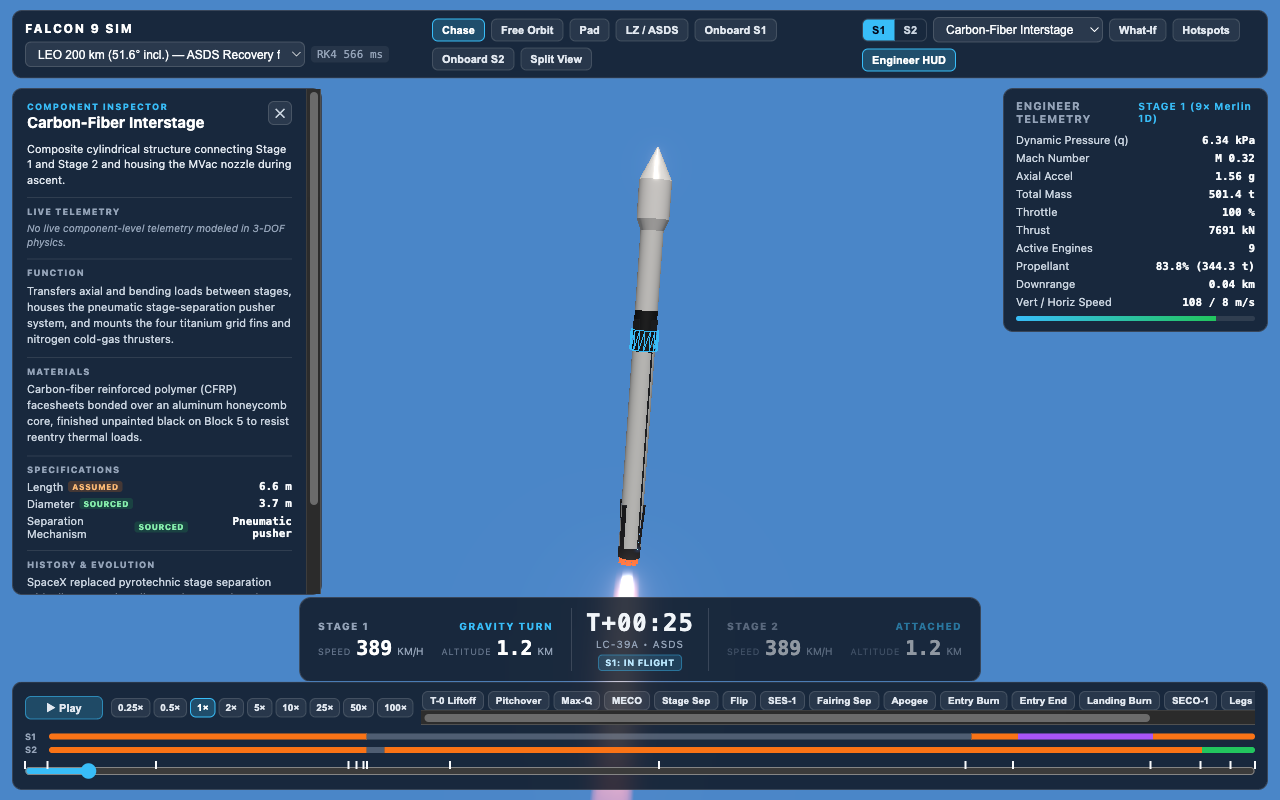 FALCON 9 SIM
LEO 200 km (51.6° incl.) — ASDS Recovery f
RK4 566 ms
Chase
Free Orbit
Pad
LZ / ASDS
Onboard S1
Onboard S2
Split View
S1
S2
Carbon-Fiber Interstage
What-If
Hotspots
Engineer HUD
COMPONENT INSPECTOR
Carbon-Fiber Interstage
Composite cylindrical structure connecting Stage
1 and Stage 2 and housing the MVac nozzle during
ascent.
LIVE TELEMETRY
No live component-level telemetry modeled in 3-DOF
physics.
FUNCTION
Transfers axial and bending loads between stages,
houses the pneumatic stage-separation pusher
system, and mounts the four titanium grid fins and
nitrogen cold-gas thrusters.
MATERIALS
Carbon-fiber reinforced polymer (CFRP)
facesheets bonded over an aluminum honeycomb
core, finished unpainted black on Block 5 to resist
reentry thermal loads.
SPECIFICATIONS
Length ASSUMED 6.6 m
Diameter SOURCED 3.7 m
Separation
Mechanism SOURCED Pneumatic
pusher
HISTORY & EVOLUTION
SpaceX replaced pyrotechnic stage separation
ENGINEER
TELEMETRY
STAGE 1 (9× Merlin
1D)
Dynamic Pressure (q) 6.34 kPa
Mach Number M 0.32
Axial Accel 1.56 g
Total Mass 501.4 t
Throttle 100 %
Thrust 7691 kN
Active Engines 9
Propellant 83.8% (344.3 t)
Downrange 0.04 km
Vert / Horiz Speed 108 / 8 m/s
STAGE 1 GRAVITY TURN
SPEED 389 KM/H ALTITUDE 1.2 KM
T+00:25
LC-39A • ASDS
S1: IN FLIGHT
STAGE 2 ATTACHED
SPEED 389 KM/H ALTITUDE 1.2 KM
Play
0.25×
0.5×
1×
2×
5×
10×
25×
50×
100×
T-0 Liftoff
Pitchover
Max-Q
MECO
Stage Sep
Flip
SES-1
Fairing Sep
Apogee
Entry Burn
Entry End
Landing Burn
SECO-1
Legs
S1
S2